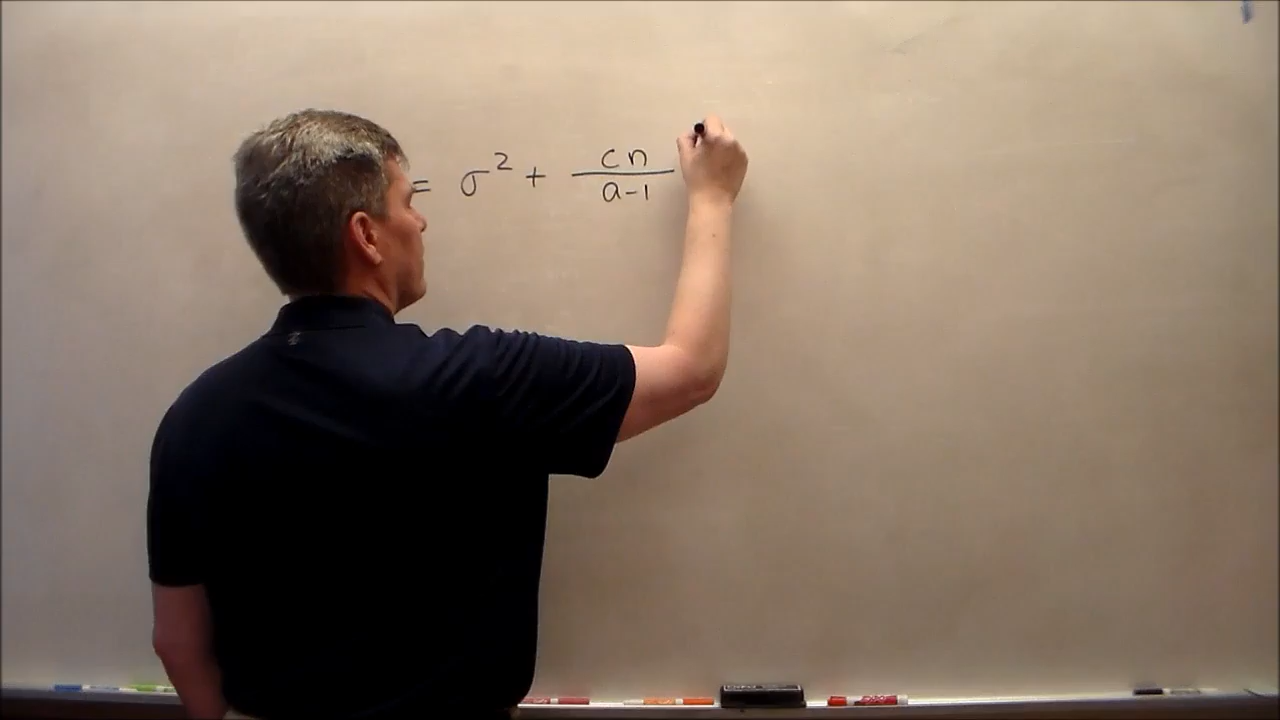 = σ² + cn/(a-1)